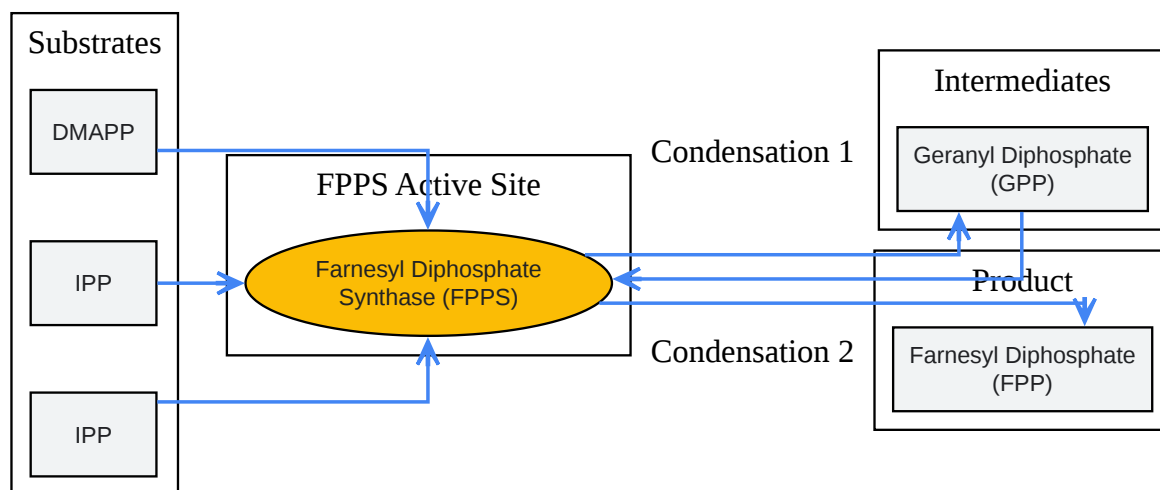 Substrates
DMAPP
IPP
IPP
FPPS Active Site
Farnesyl Diphosphate
Synthase (FPPS)
Condensation 1
Condensation 2
Intermediates
Geranyl Diphosphate
(GPP)
Product
Farnesyl Diphosphate
(FPP)